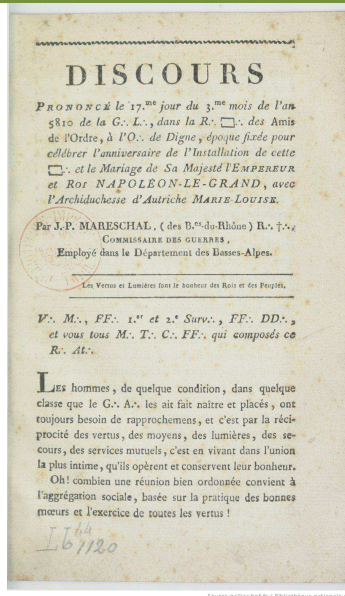 DISCOURS
PRONONCÉ le 17.me jour du 3.me mois de l'an
5810 de la G∴ L∴, dans la R∴ ▭∴ des Amis
de l'Ordre, à l'O∴ de Digne, époque fixée pour
célébrer l'anniversaire de l'Installation de cette
▭∴ et le Mariage de Sa Majesté l'EMPEREUR
et ROI NAPOLÉON-LE-GRAND, avec
l'Archiduchesse d'Autriche MARIE-LOUISE.
Par J.-P. MARESCHAL, (des B.es-du-Rhône) R∴ †∴,
COMMISSAIRE DES GUERRES,
Employé dans le Département des Basses-Alpes.
Les Vertus et Lumières font le bonheur des Rois et des Peuples.
V∴ M∴, FF∴ 1.er et 2.e Surv∴, FF∴ DD∴,
et vous tous M∴ T∴ C∴ FF∴ qui composés ce
R∴ At∴
LES hommes, de quelque condition, dans quelque
classe que le G∴ A∴ les ait fait naître et placés, ont
toujours besoin de rapprochemens, et c'est par la réci-
procité des vertus, des moyens, des lumières, des se-
cours, des services mutuels, c'est en vivant dans l'union
la plus intime, qu'ils opèrent et conservent leur bonheur.
Oh! combien une réunion bien ordonnée convient à
l'aggrégation sociale, basée sur la pratique des bonnes
mœurs et l'exercice de toutes les vertus !
Lb44 1120